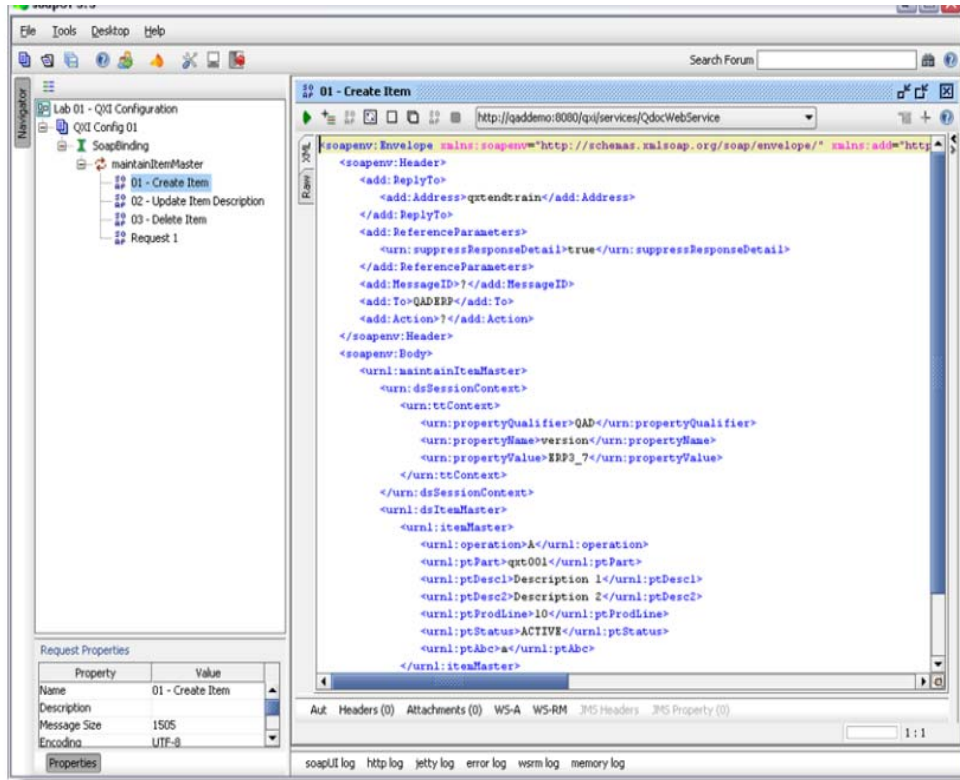 File Tools Desktop Help
Search Forum
Navigator
Lab 01 - QXI Configuration
QXI Config 01
SoapBinding
maintainItemMaster
01 - Create Item
02 - Update Item Description
03 - Delete Item
Request 1
Request Properties
Property Value
Name 01 - Create Item
Description
Message Size 1505
Encoding UTF-8
Properties
01 - Create Item
http://qaddemo:8080/qxi/services/QdocWebService
XML
Raw
<soapenv:Envelope xmlns:soapenv="http://schemas.xmlsoap.org/soap/envelope/" xmlns:add="http
<soapenv:Header>
<add:ReplyTo>
<add:Address>qxtendtrain</add:Address>
</add:ReplyTo>
<add:ReferenceParameters>
<urn:suppressResponseDetail>true</urn:suppressResponseDetail>
</add:ReferenceParameters>
<add:MessageID>?</add:MessageID>
<add:To>QADERP</add:To>
<add:Action>?</add:Action>
</soapenv:Header>
<soapenv:Body>
<urn1:maintainItemMaster>
<urn:dsSessionContext>
<urn:ttContext>
<urn:propertyQualifier>QAD</urn:propertyQualifier>
<urn:propertyName>version</urn:propertyName>
<urn:propertyValue>ERP3_7</urn:propertyValue>
</urn:ttContext>
</urn:dsSessionContext>
<urn1:dsItemMaster>
<urn1:itemMaster>
<urn1:operation>A</urn1:operation>
<urn1:ptPart>qxt001</urn1:ptPart>
<urn1:ptDesc1>Description 1</urn1:ptDesc1>
<urn1:ptDesc2>Description 2</urn1:ptDesc2>
<urn1:ptProdLine>10</urn1:ptProdLine>
<urn1:ptStatus>ACTIVE</urn1:ptStatus>
<urn1:ptAbc>a</urn1:ptAbc>
</urn1:itemMaster>
Aut Headers (0) Attachments (0) WS-A WS-RM JMS Headers JMS Property (0)
1 : 1
soapUI log http log jetty log error log wsrm log memory log